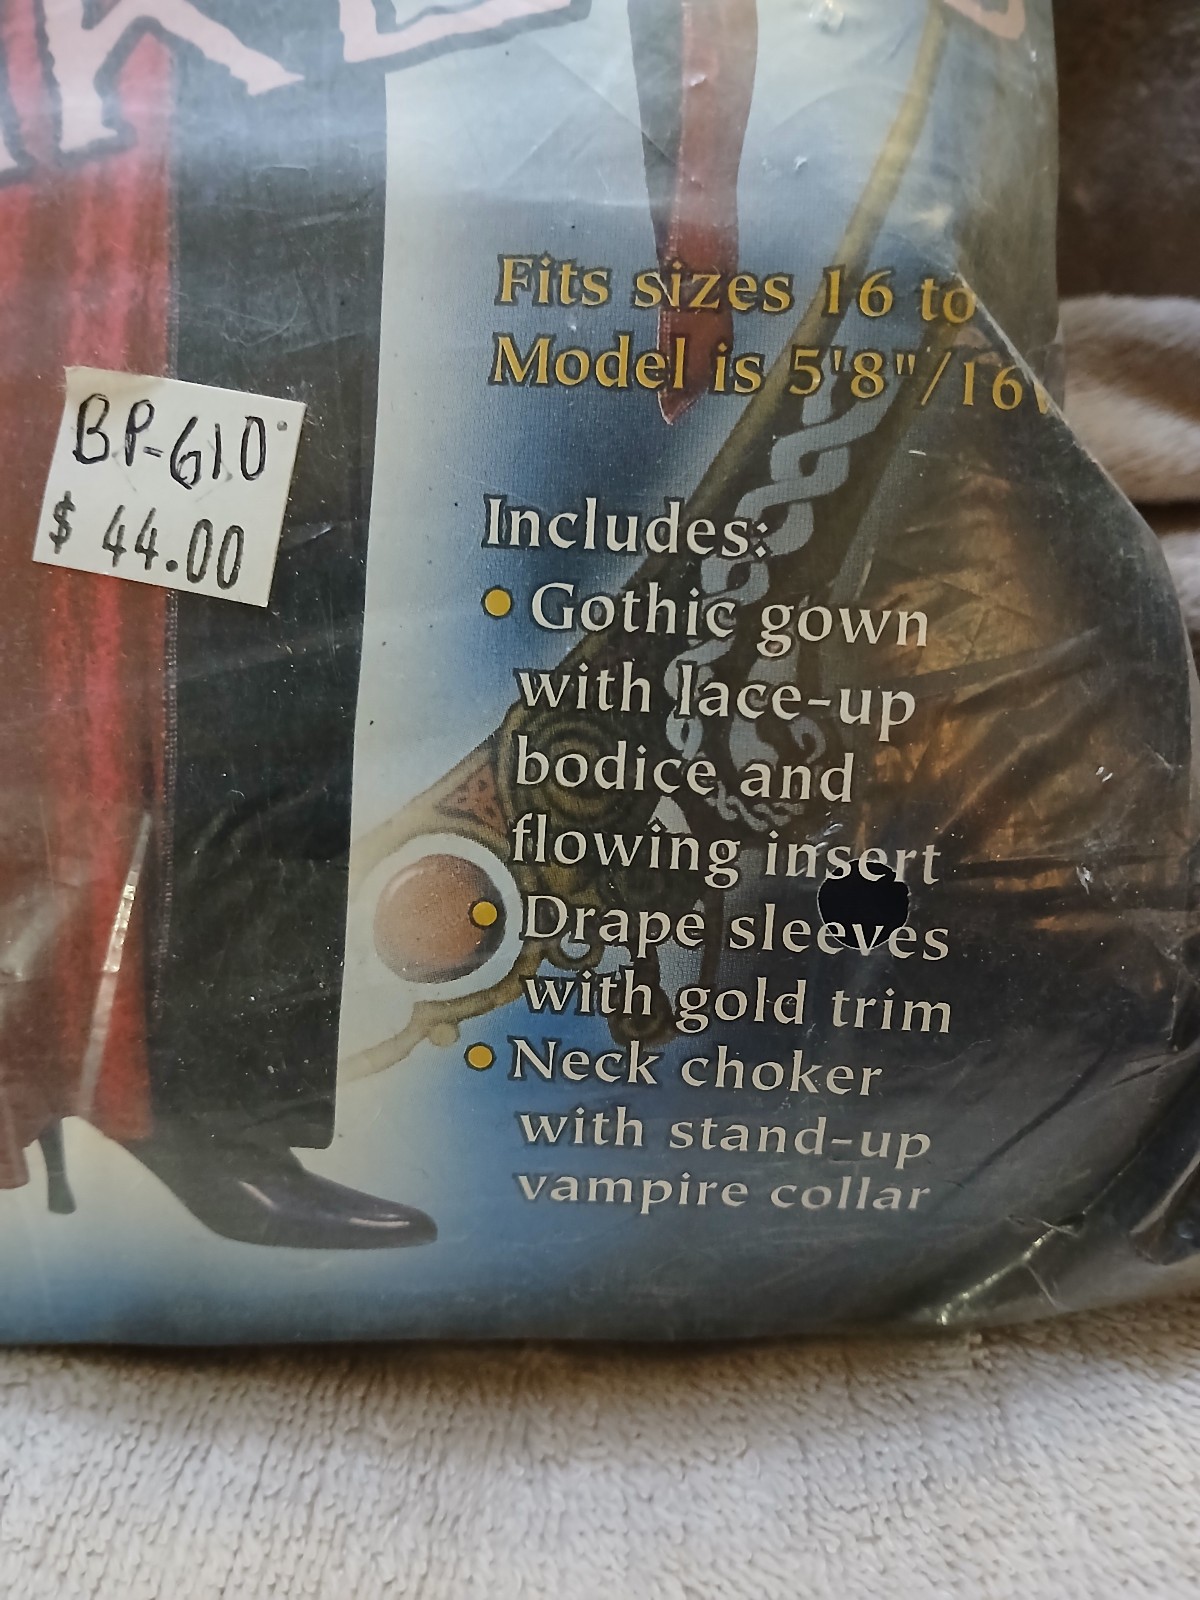 Fits sizes 16 to
Model is 5'8"/16
BP-610
$ 44.00
Includes:
• Gothic gown
with lace-up
bodice and
flowing insert
• Drape sleeves
with gold trim
• Neck choker
with stand-up
vampire collar